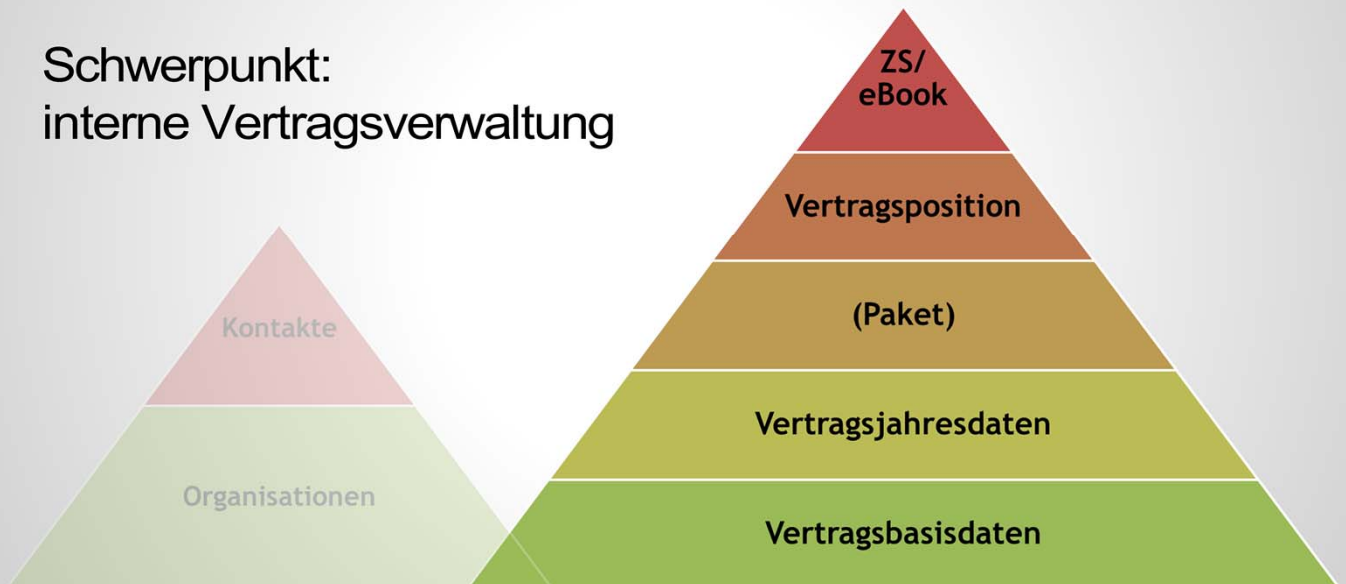 Schwerpunkt:
interne Vertragsverwaltung
ZS/
eBook
Vertragsposition
(Paket)
Vertragsjahresdaten
Vertragsbasisdaten
Kontakte
Organisationen